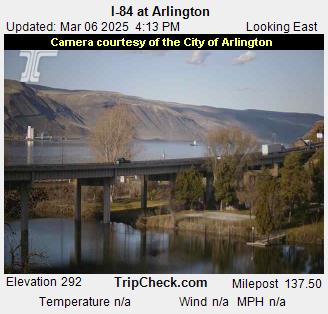 I-84 at Arlington
Updated: Mar 06 2025 4:13 PM Looking East
Camera courtesy of the City of Arlington
Elevation 292 TripCheck.com Milepost 137.50
Temperature n/a Wind n/a MPH n/a